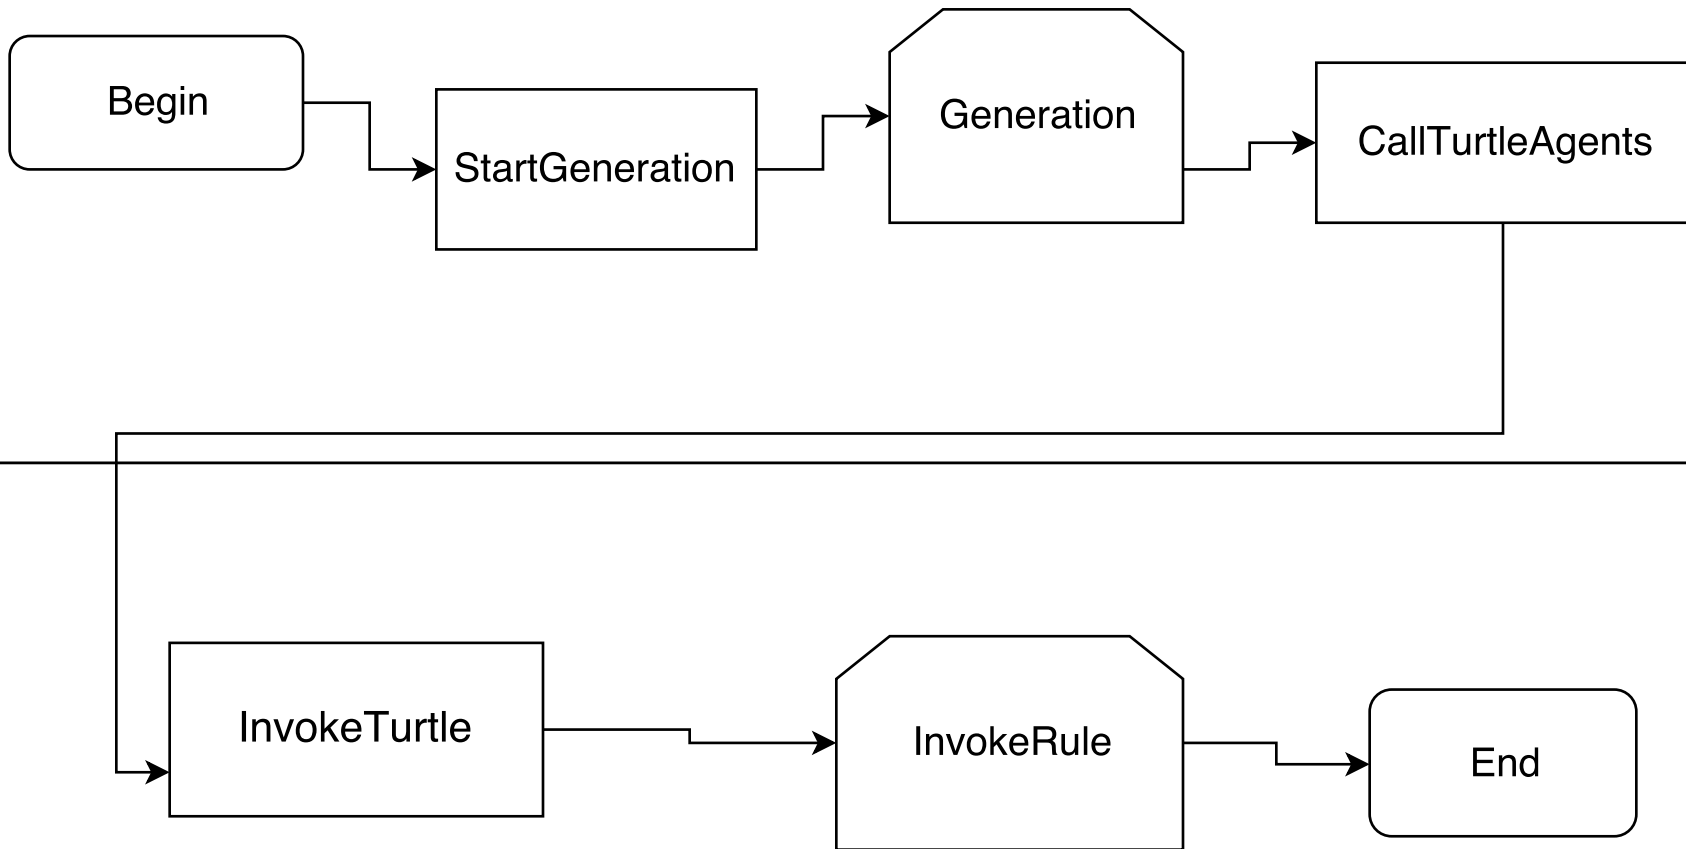 Begin
StartGeneration
Generation
CallTurtleAgents
InvokeTurtle
InvokeRule
End